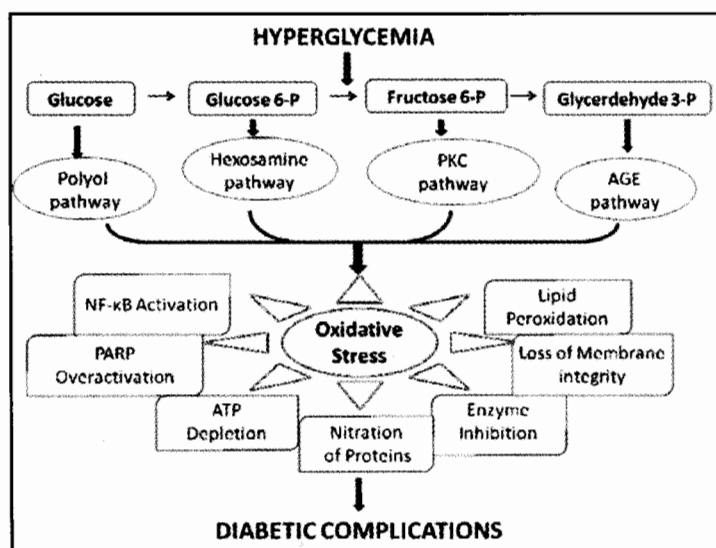 HYPERGLYCEMIA
Glucose
Glucose 6-P
Fructose 6-P
Glycerdehyde 3-P
Polyol
pathway
Hexosamine
pathway
PKC
pathway
AGE
pathway
NF-κB Activation
Lipid
Peroxidation
Oxidative
Stress
PARP
Overactivation
Loss of Membrane
integrity
ATP
Depletion
Nitration
of Proteins
Enzyme
Inhibition
DIABETIC COMPLICATIONS